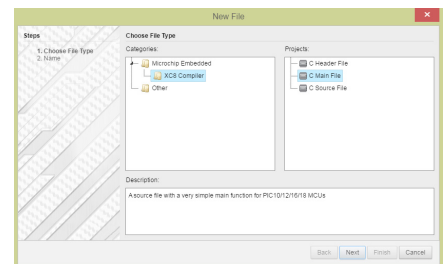 New File
Steps
1. Choose File Type
2. Name
Choose File Type
Categories:
Microchip Embedded
XC8 Compiler
Other
Projects:
C Header File
C Main File
C Source File
Description:
A source file with a very simple main function for PIC10/12/16/18 MCUs
Back Next Finish Cancel